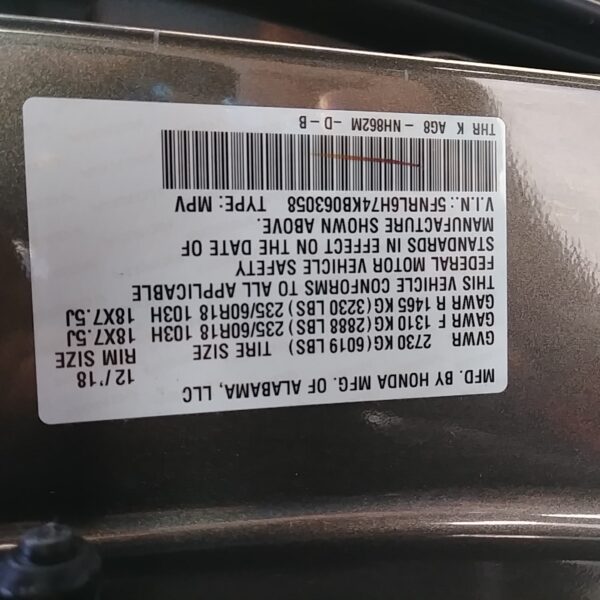 MFD. BY HONDA MFG. OF ALABAMA, LLC 12/'18
GVWR 2730 KG (6019 LBS) TIRE SIZE RIM SIZE
GAWR F 1310 KG (2888 LBS) 235/60R18 103H 18X7.5J
GAWR R 1465 KG (3230 LBS) 235/60R18 103H 18X7.5J
THIS VEHICLE CONFORMS TO ALL APPLICABLE
FEDERAL MOTOR VEHICLE SAFETY
STANDARDS IN EFFECT ON THE DATE OF
MANUFACTURE SHOWN ABOVE.
V.I.N.: 5FNRL6H74KB063058 TYPE: MPV
THR K AG8 - NH862M -D-B